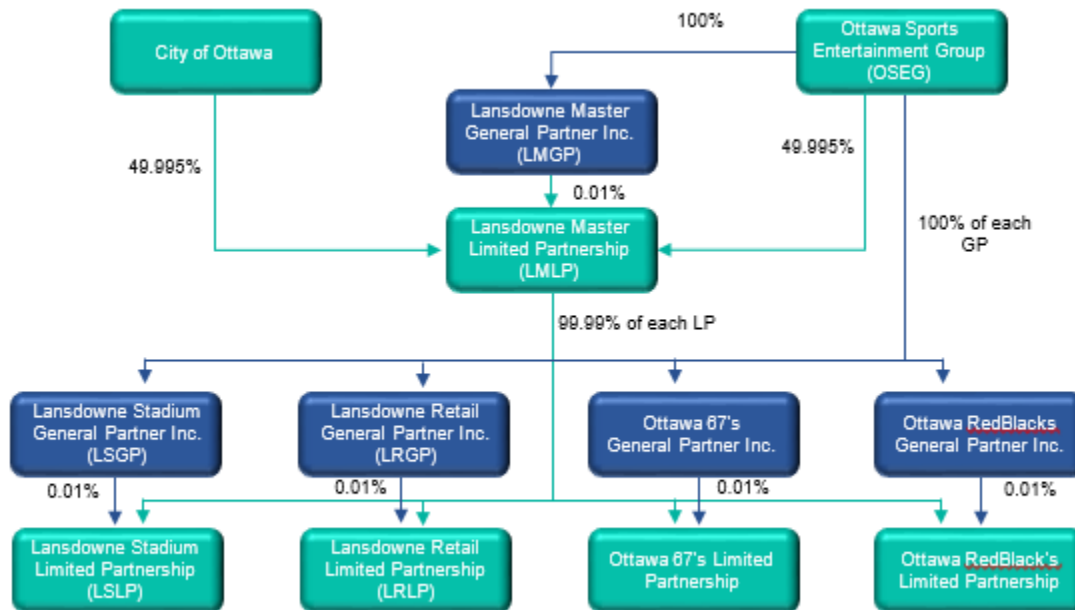 City of Ottawa
100%
Ottawa Sports
Entertainment Group
(OSEG)
Lansdowne Master
General Partner Inc.
(LMGP)
49.995%
49.995%
0.01%
Lansdowne Master
Limited Partnership
(LMLP)
100% of each
GP
99.99% of each LP
Lansdowne Stadium
General Partner Inc.
(LSGP)
Lansdowne Retail
General Partner Inc.
(LRGP)
Ottawa 67's
General Partner Inc.
Ottawa RedBlacks
General Partner Inc.
0.01%
0.01%
0.01%
0.01%
Lansdowne Stadium
Limited Partnership
(LSLP)
Lansdowne Retail
Limited Partnership
(LRLP)
Ottawa 67's Limited
Partnership
Ottawa RedBlack's
Limited Partnership